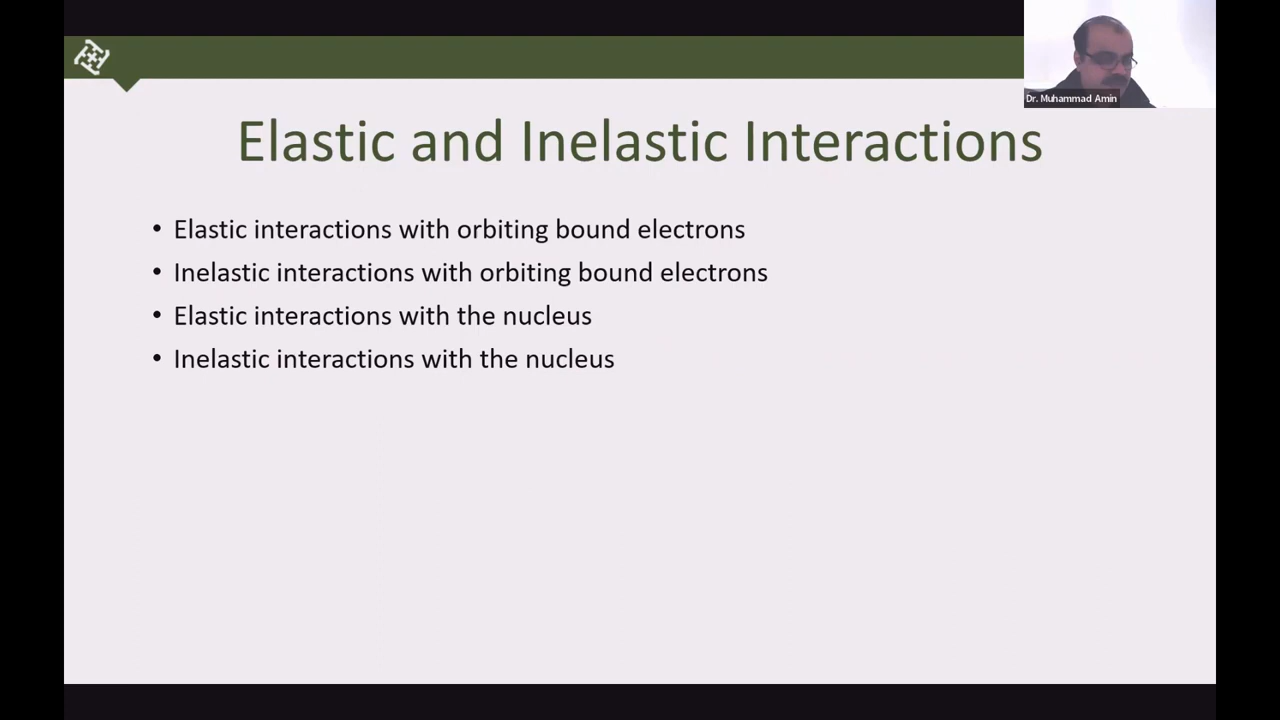 Dr. Muhammad Amin
Elastic and Inelastic Interactions
• Elastic interactions with orbiting bound electrons
• Inelastic interactions with orbiting bound electrons
• Elastic interactions with the nucleus
• Inelastic interactions with the nucleus